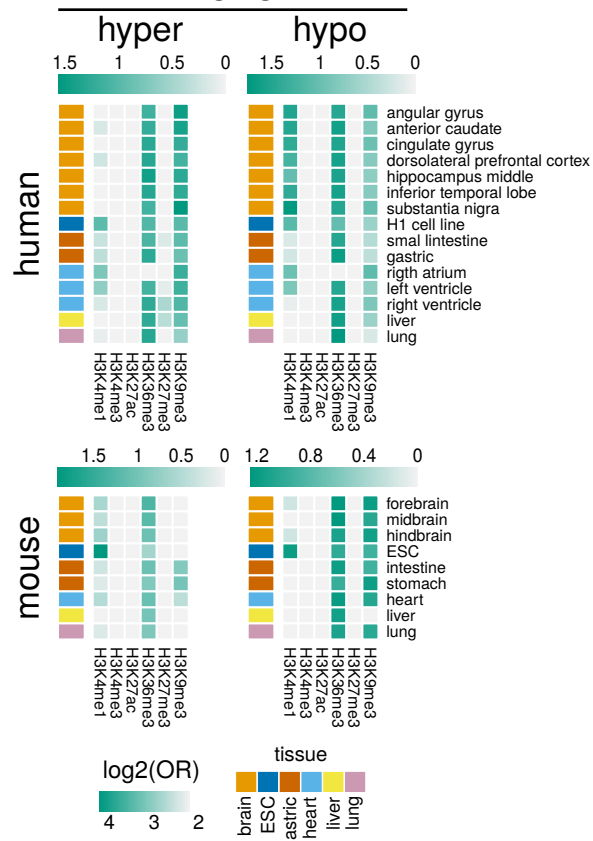 hyper hypo
1.5 1 0.5 0 1.5 1 0.5 0
human
angular gyrus
anterior caudate
cingulate gyrus
dorsolateral prefrontal cortex
hippocampus middle
inferior temporal lobe
substantia nigra
H1 cell line
smal lintestine
gastric
rigth atrium
left ventricle
right ventricle
liver
lung
H3K4me1 H3K4me3 H3K27ac H3K36me3 H3K27me3 H3K9me3 H3K4me1 H3K4me3 H3K27ac H3K36me3 H3K27me3 H3K9me3
1.5 1 0.5 0 1.2 0.8 0.4 0
mouse
forebrain
midbrain
hindbrain
ESC
intestine
stomach
heart
liver
lung
H3K4me1 H3K4me3 H3K27ac H3K36me3 H3K27me3 H3K9me3 H3K4me1 H3K4me3 H3K27ac H3K36me3 H3K27me3 H3K9me3
log2(OR)
4 3 2
tissue
brain ESC astric heart liver lung